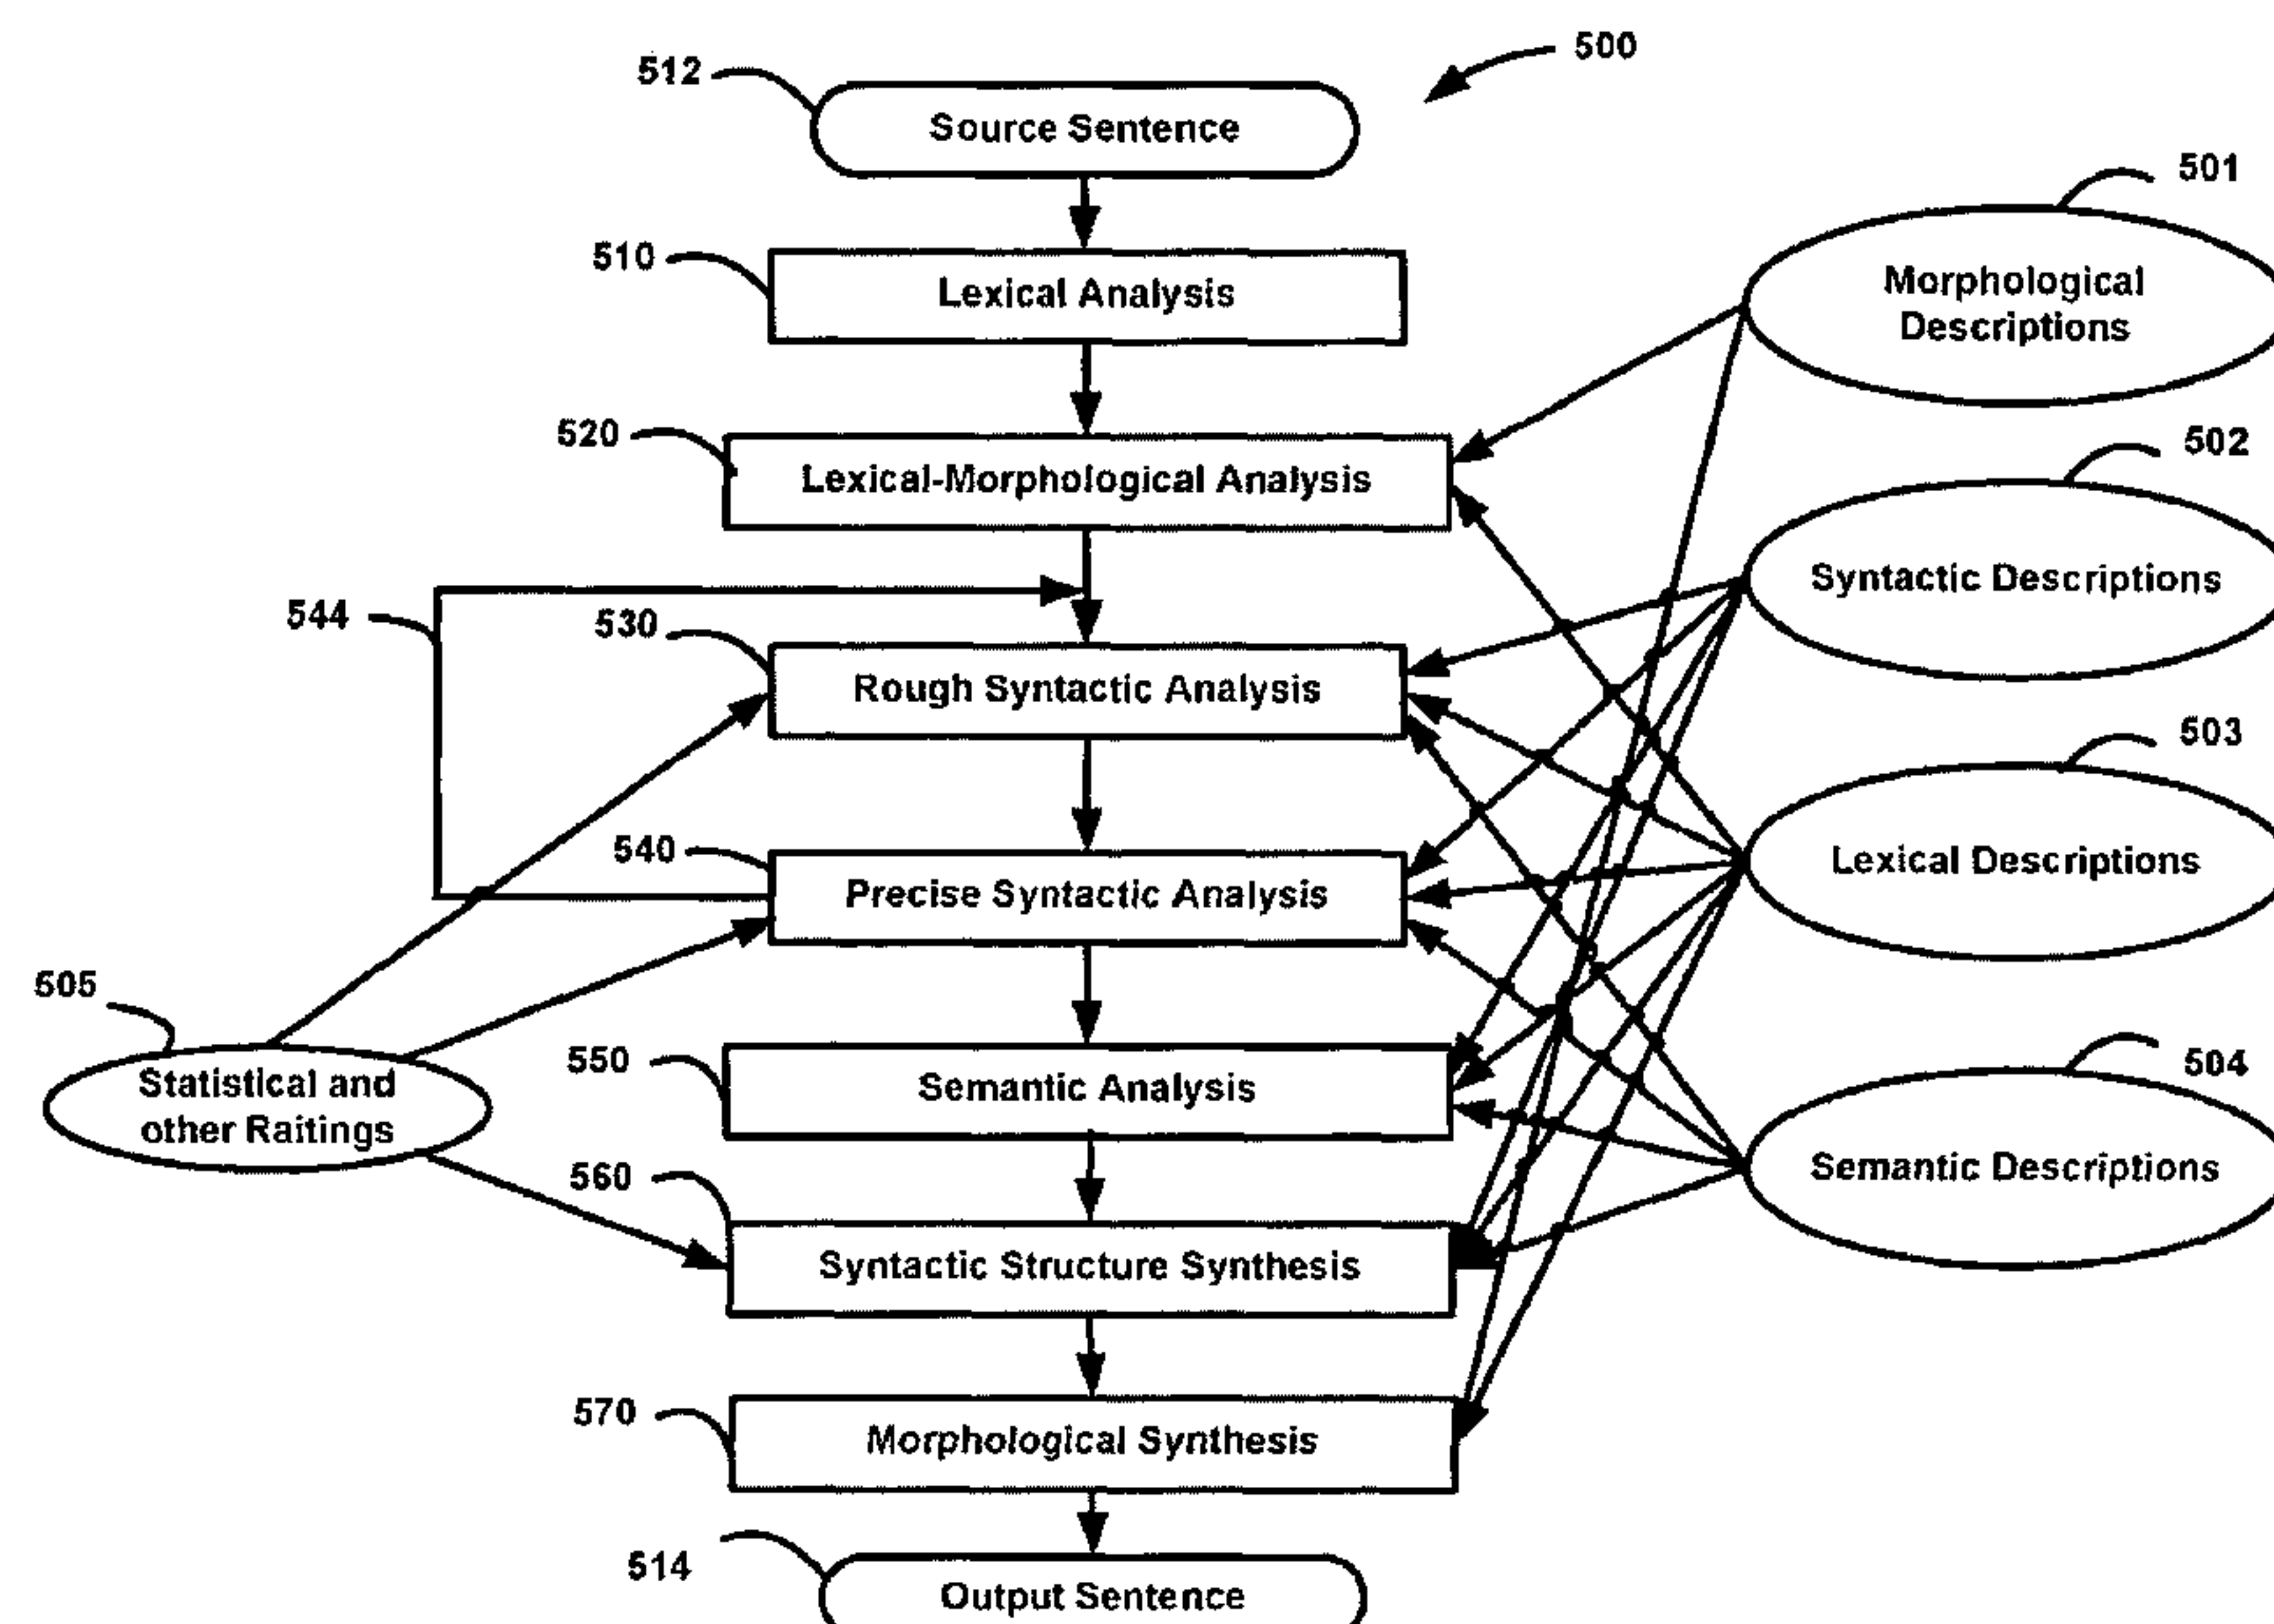 500
512
Source Sentence
501
510
Lexical Analysis
Morphological
Descriptions
520
Lexical-Morphological Analysis
502
Syntactic Descriptions
544
530
Rough Syntactic Analysis
503
540
Precise Syntactic Analysis
Lexical Descriptions
505
Statistical and
other Raitings
550
Semantic Analysis
504
Semantic Descriptions
560
Syntactic Structure Synthesis
570
Morphological Synthesis
514
Output Sentence